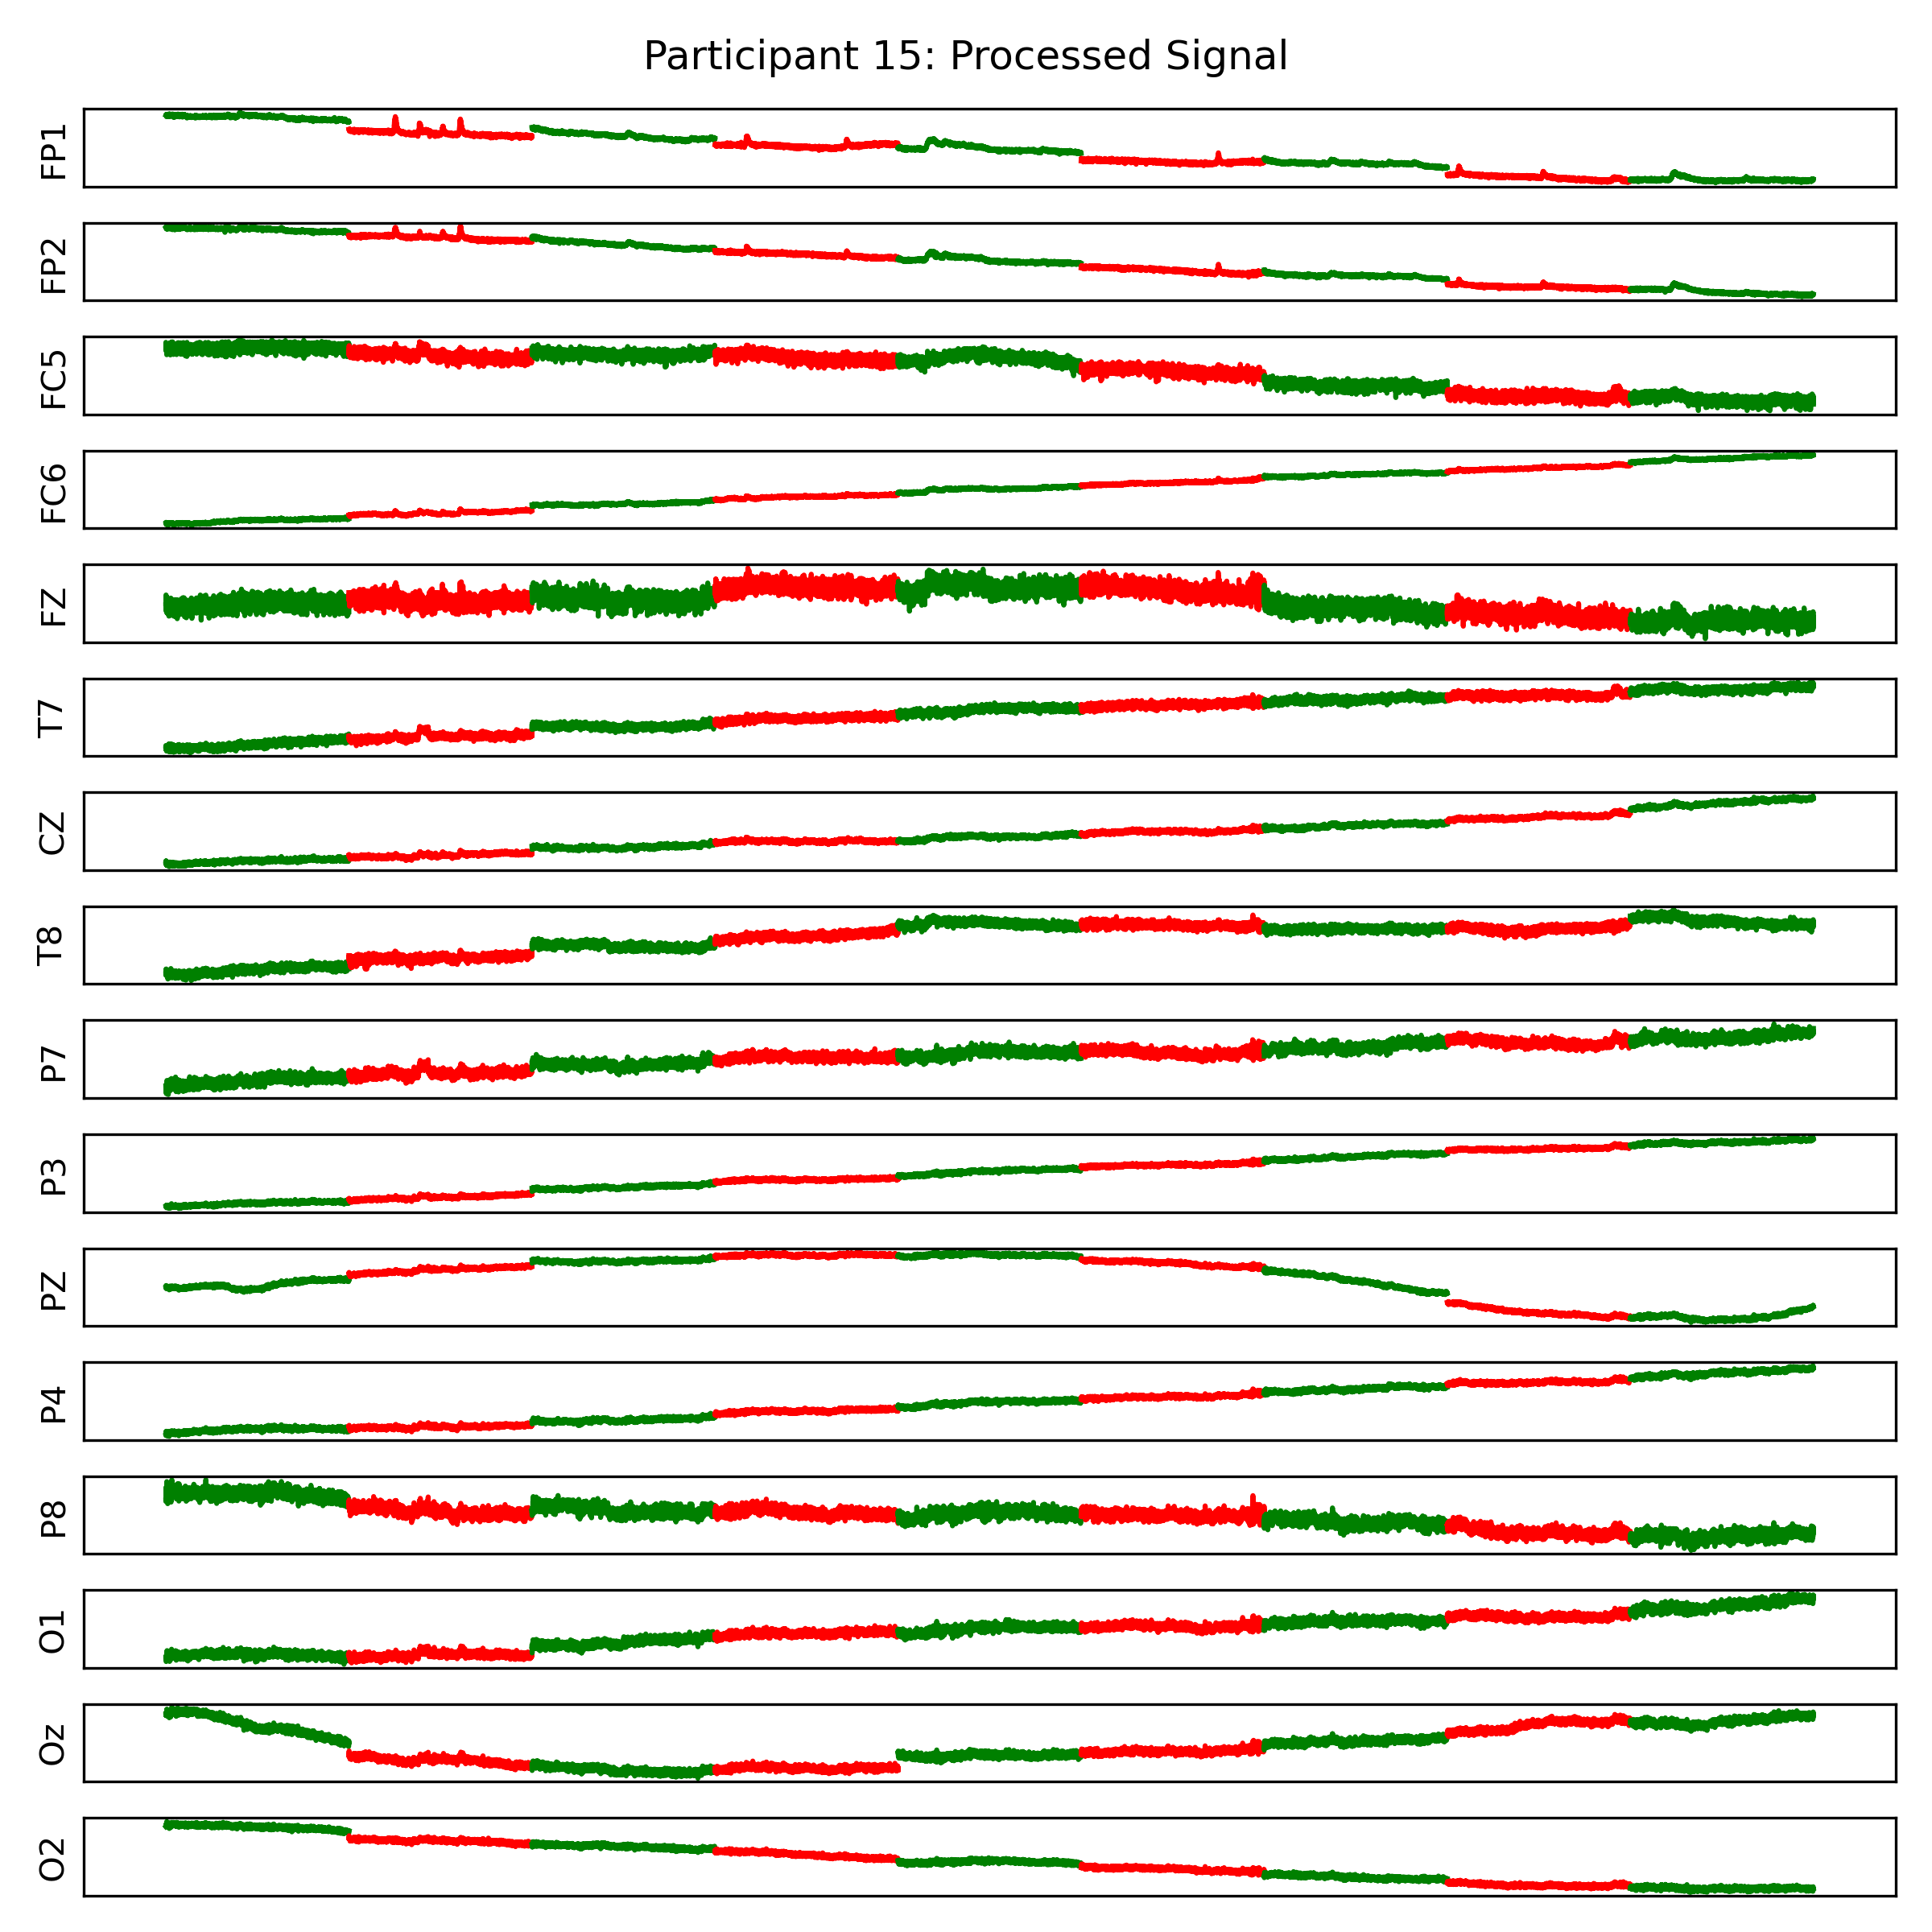 Participant 15: Processed Signal
FP1
FP2
FC5
FC6
FZ
T7
CZ
T8
P7
P3
PZ
P4
P8
O1
Oz
O2